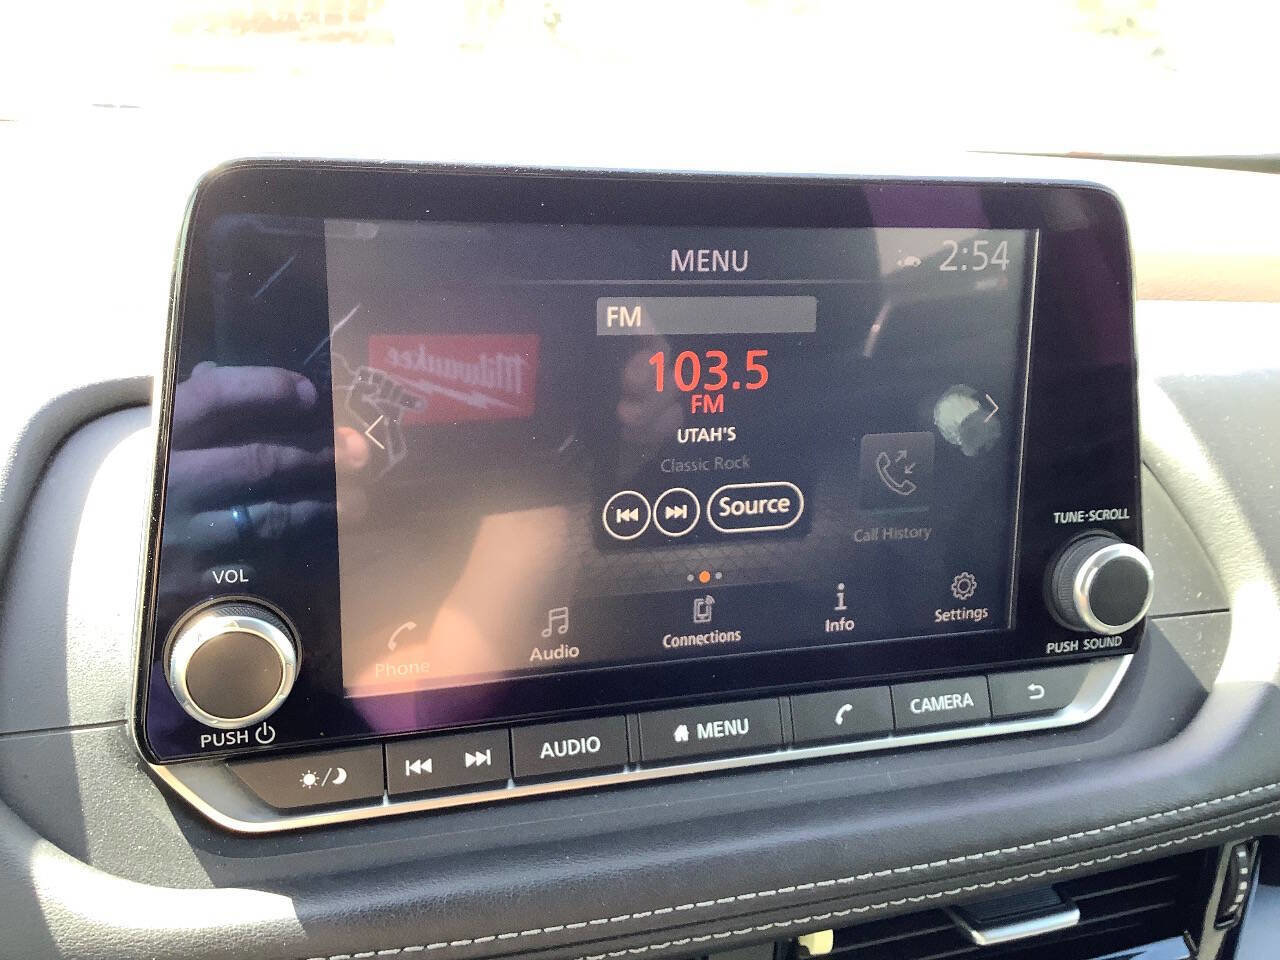 MENU
2:54
FM
103.5
FM
UTAH'S
Classic Rock
Milwaukee
Source
Call History
TUNE·SCROLL
VOL
Phone
Audio
Connections
Info
Settings
PUSH SOUND
PUSH
AUDIO
MENU
CAMERA